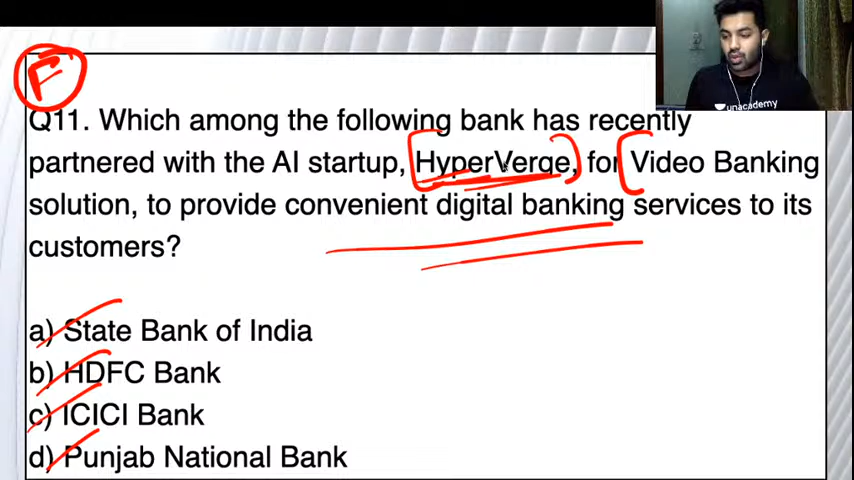 unacademy
F
Q11. Which among the following bank has recently
partnered with the AI startup, HyperVerge, for Video Banking
solution, to provide convenient digital banking services to its
customers?
a) State Bank of India
b) HDFC Bank
c) ICICI Bank
d) Punjab National Bank